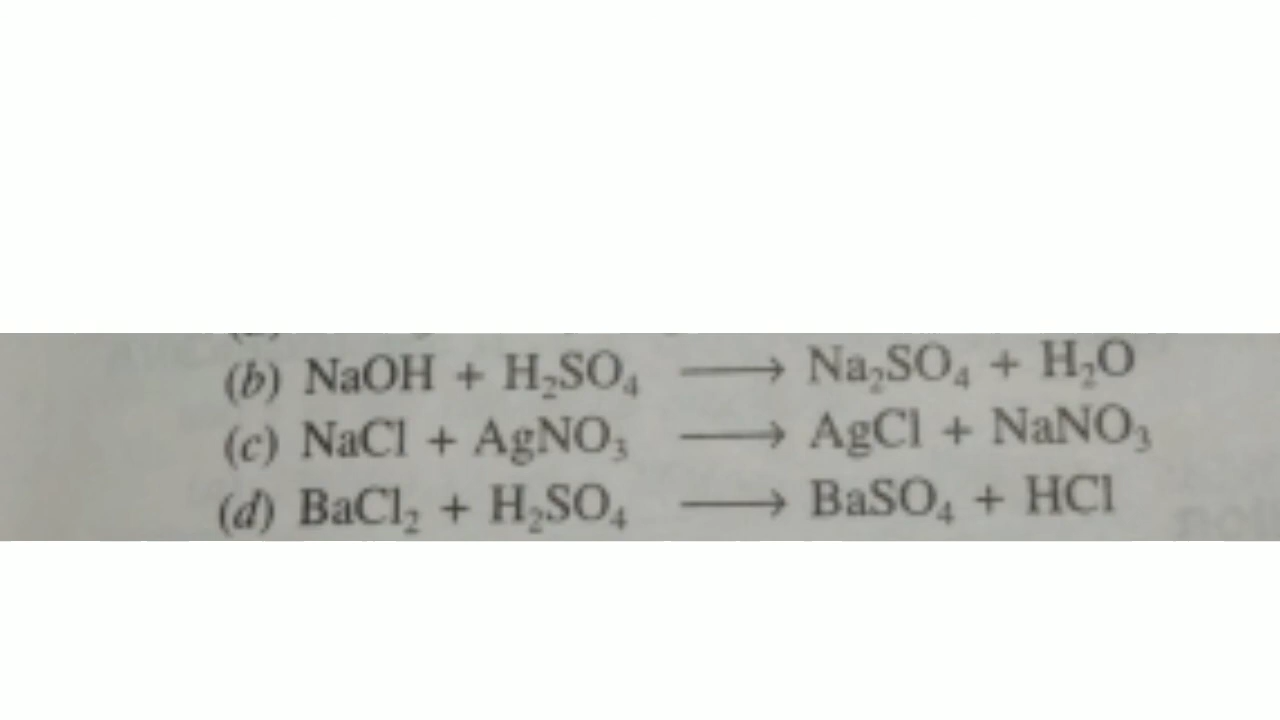 (b) NaOH + H₂SO₄ ⟶ Na₂SO₄ + H₂O
(c) NaCl + AgNO₃ ⟶ AgCl + NaNO₃
(d) BaCl₂ + H₂SO₄ ⟶ BaSO₄ + HCl